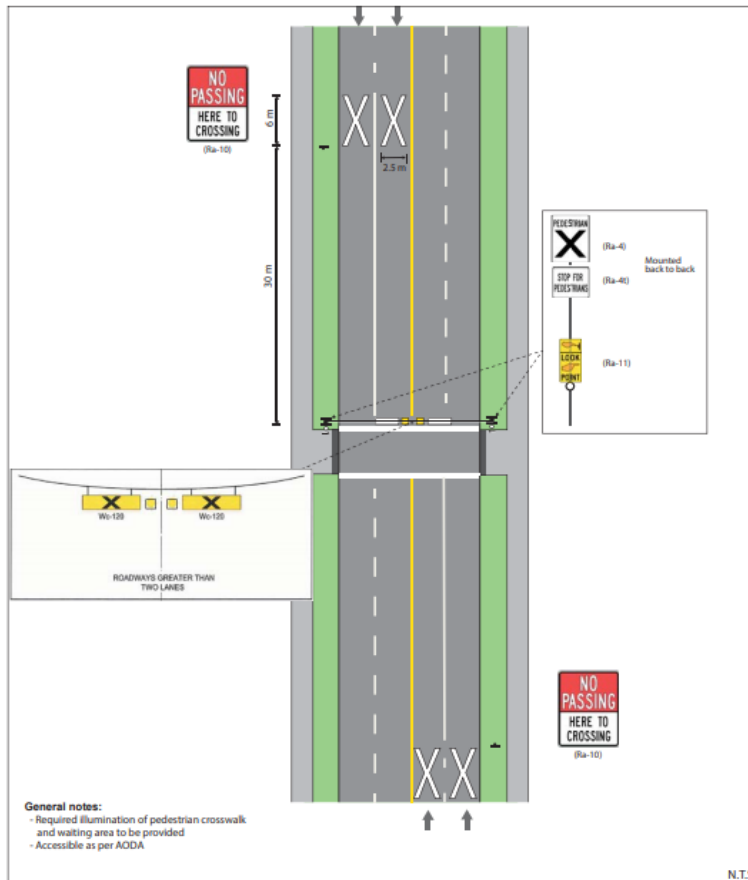 NO
PASSING
HERE TO
CROSSING
(Ra-10)
6 m
2.5 m
30 m
PEDESTRIAN
X
(Ra-4)
Mounted
back to back
STOP FOR
PEDESTRIANS
(Ra-4t)
LOOK
(Ra-11)
POINT
X X
Wc-120 Wc-120
ROADWAYS GREATER THAN
TWO LANES
NO
PASSING
HERE TO
CROSSING
(Ra-10)
General notes:
- Required illumination of pedestrian crosswalk
and waiting area to be provided
- Accessible as per AODA